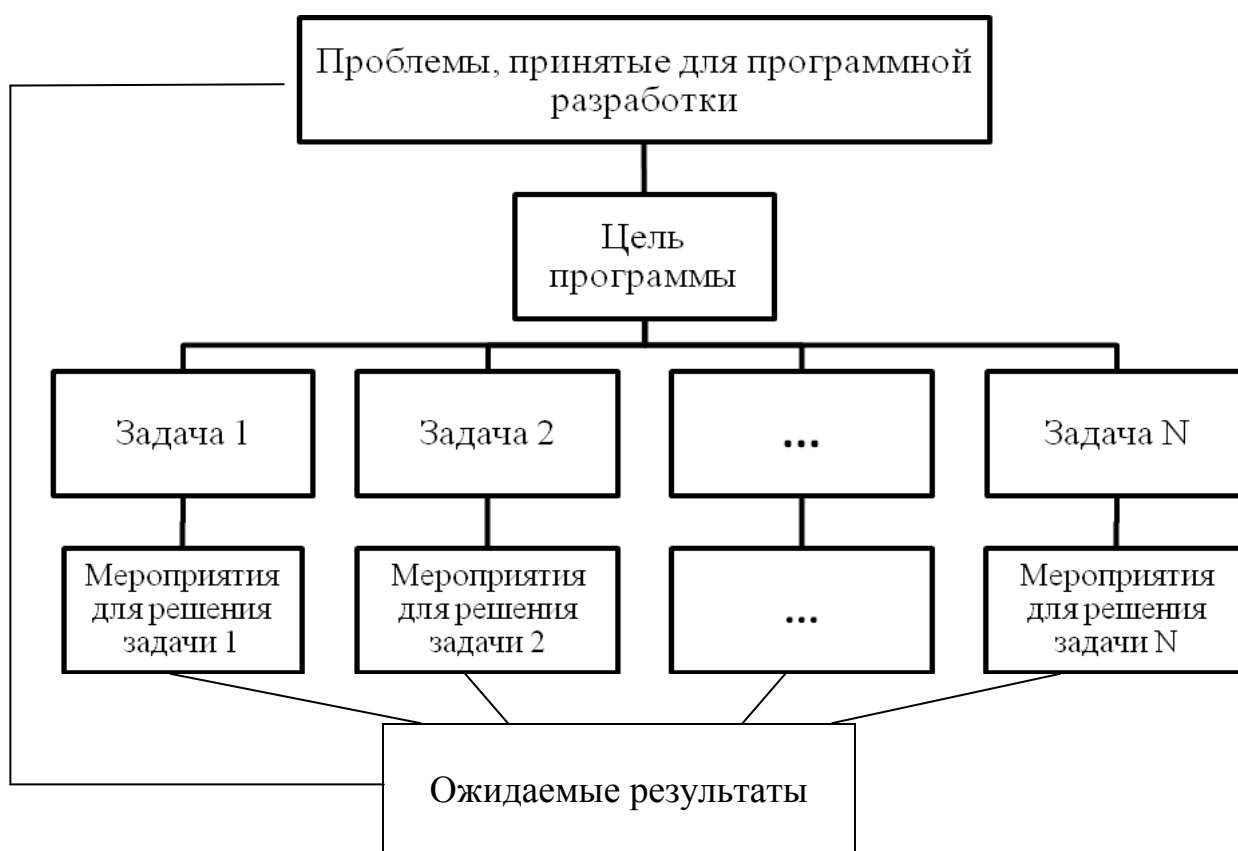 Проблемы, принятые для программной
разработки
Цель
программы
Задача 1
Задача 2
...
Задача N
Мероприятия
для решения
задачи 1
Мероприятия
для решения
задачи 2
...
Мероприятия
для решения
задачи N
Ожидаемые результаты